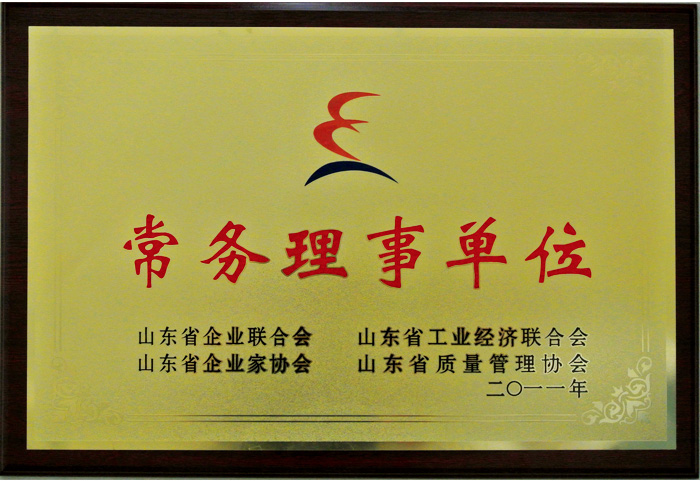 常务理事单位
山东省企业联合会 山东省工业经济联合会
山东省企业家协会 山东省质量管理协会
二〇一一年